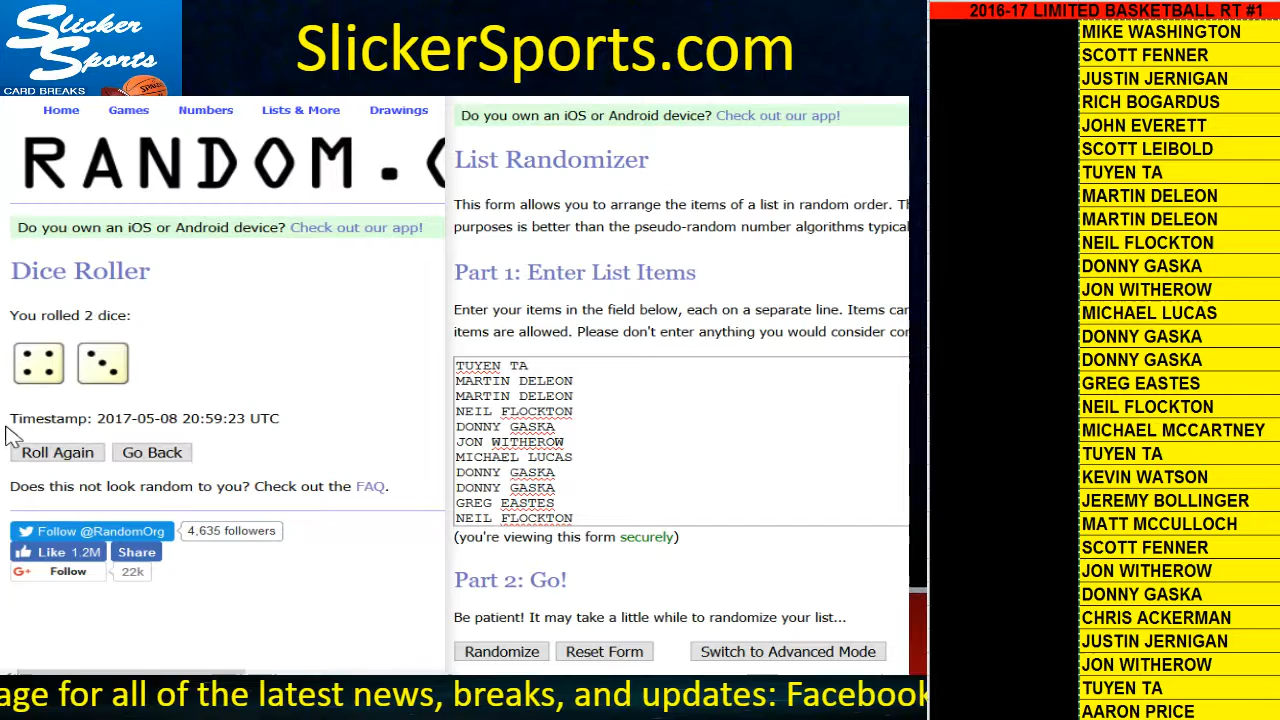 Slicker
Sports
CARD BREAKS
SlickerSports.com
Home Games Numbers Lists & More Drawings
RANDOM.
Do you own an iOS or Android device? Check out our app!
Dice Roller
You rolled 2 dice:
Timestamp: 2017-05-08 20:59:23 UTC
Roll Again Go Back
Does this not look random to you? Check out the FAQ.
Follow @RandomOrg 4,635 followers
Like 1.2M Share
G+ Follow 22k
Do you own an iOS or Android device? Check out our app!
List Randomizer
This form allows you to arrange the items of a list in random order.
purposes is better than the pseudo-random number algorithms
Part 1: Enter List Items
Enter your items in the field below, each on a separate line. Items
items are allowed. Please don't enter anything you would consider
TUYEN TA
MARTIN DELEON
MARTIN DELEON
NEIL FLOCKTON
DONNY GASKA
JON WITHEROW
MICHAEL LUCAS
DONNY GASKA
DONNY GASKA
GREG EASTES
NEIL FLOCKTON
(you're viewing this form securely)
Part 2: Go!
Be patient! It may take a little while to randomize your list...
Randomize Reset Form Switch to Advanced Mode
age for all of the latest news, breaks, and updates: Facebook
2016-17 LIMITED BASKETBALL RT #1
MIKE WASHINGTON
SCOTT FENNER
JUSTIN JERNIGAN
RICH BOGARDUS
JOHN EVERETT
SCOTT LEIBOLD
TUYEN TA
MARTIN DELEON
MARTIN DELEON
NEIL FLOCKTON
DONNY GASKA
JON WITHEROW
MICHAEL LUCAS
DONNY GASKA
DONNY GASKA
GREG EASTES
NEIL FLOCKTON
MICHAEL MCCARTNEY
TUYEN TA
KEVIN WATSON
JEREMY BOLLINGER
MATT MCCULLOCH
SCOTT FENNER
JON WITHEROW
DONNY GASKA
CHRIS ACKERMAN
JUSTIN JERNIGAN
JON WITHEROW
TUYEN TA
AARON PRICE